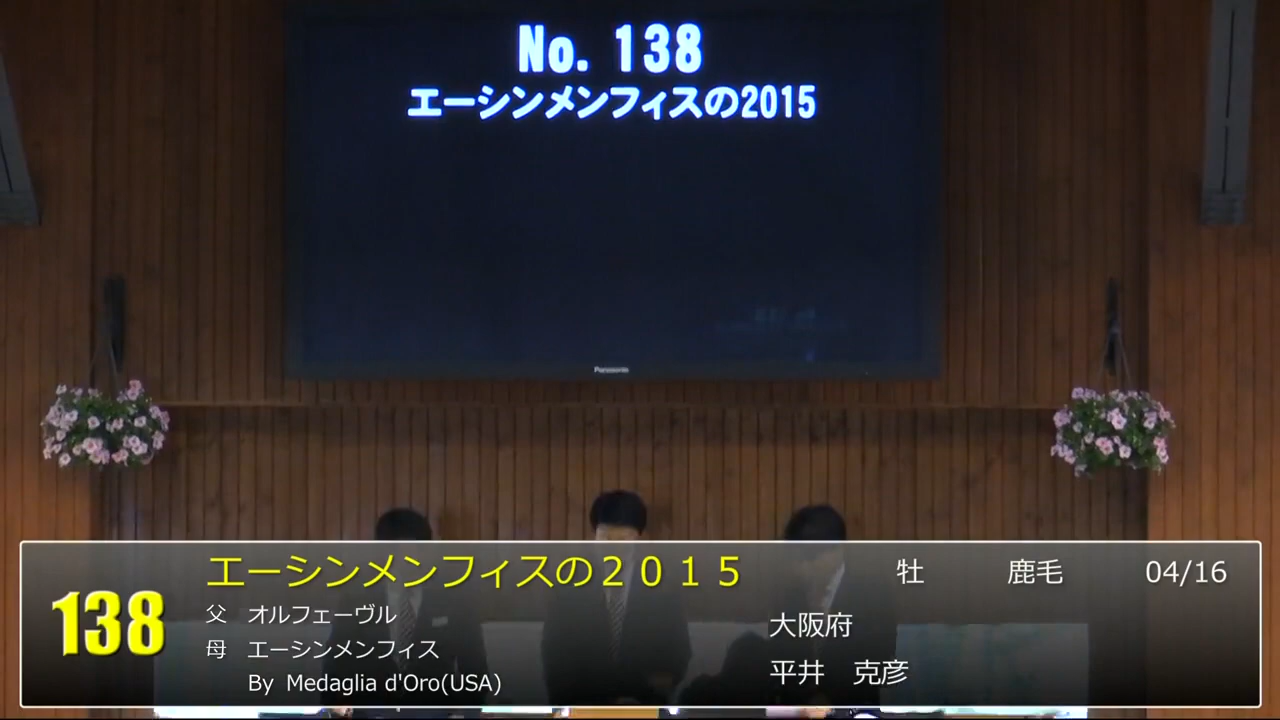 No. 138
エーシンメンフィスの2015
Panasonic
138
エーシンメンフィスの２０１５
牡 鹿毛 04/16
父 オルフェーヴル
母 エーシンメンフィス
By Medaglia d'Oro(USA)
大阪府
平井 克彦